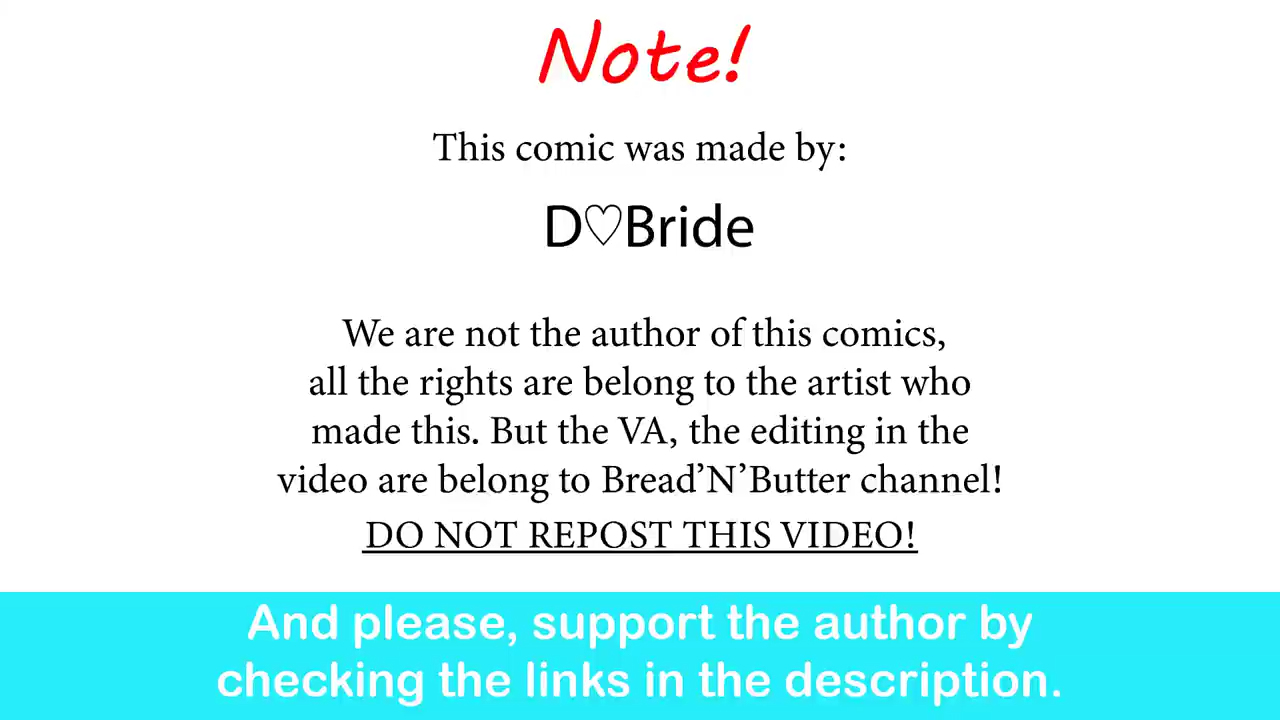 Note!
This comic was made by:
D♡Bride
We are not the author of this comics,
all the rights are belong to the artist who
made this. But the VA, the editing in the
video are belong to Bread’N’Butter channel!
DO NOT REPOST THIS VIDEO!
And please, support the author by
checking the links in the description.